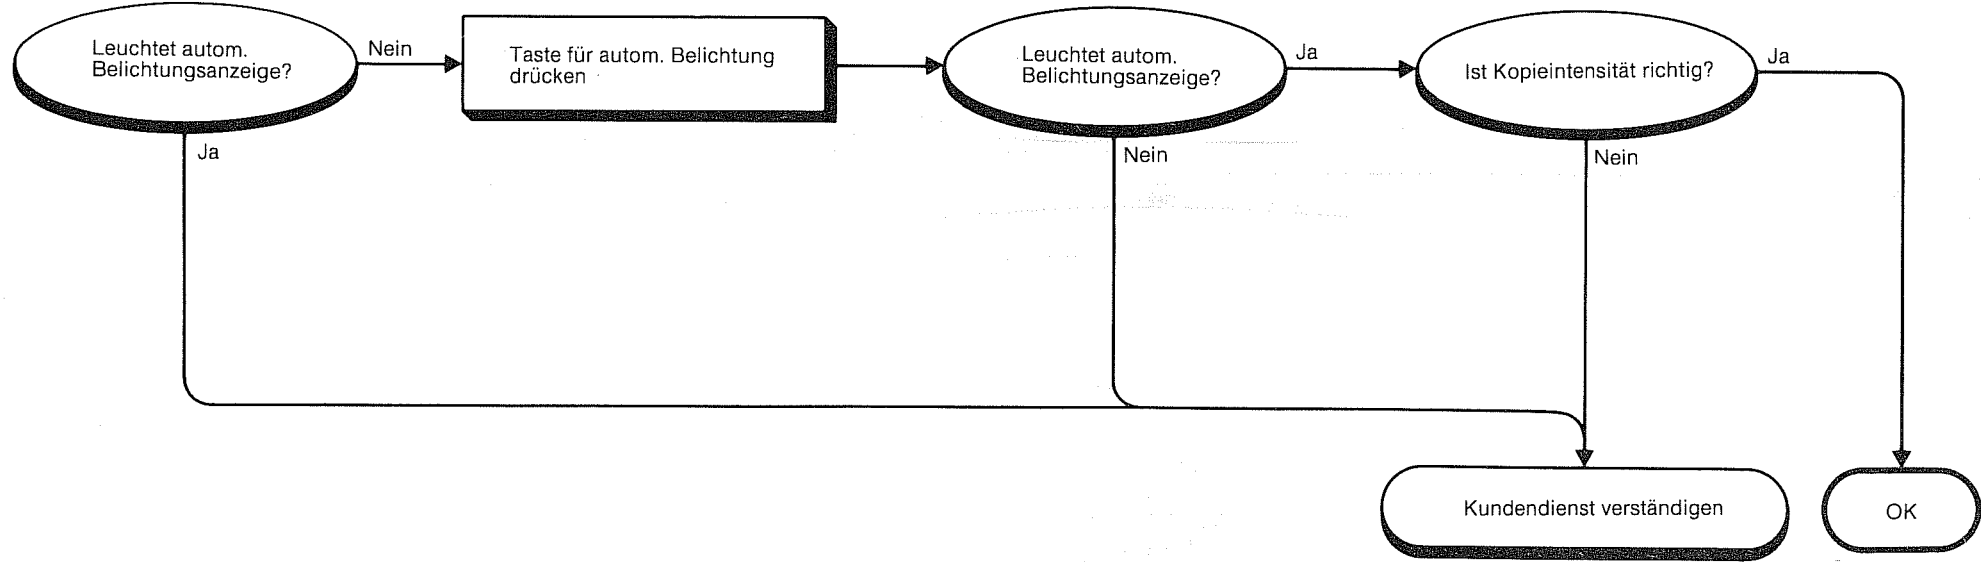 Leuchtet autom.
Belichtungsanzeige?
Nein
Taste für autom. Belichtung
drücken
Leuchtet autom.
Belichtungsanzeige?
Ja
Ist Kopieintensität richtig?
Ja
Ja
Nein
Nein
Kundendienst verständigen
OK